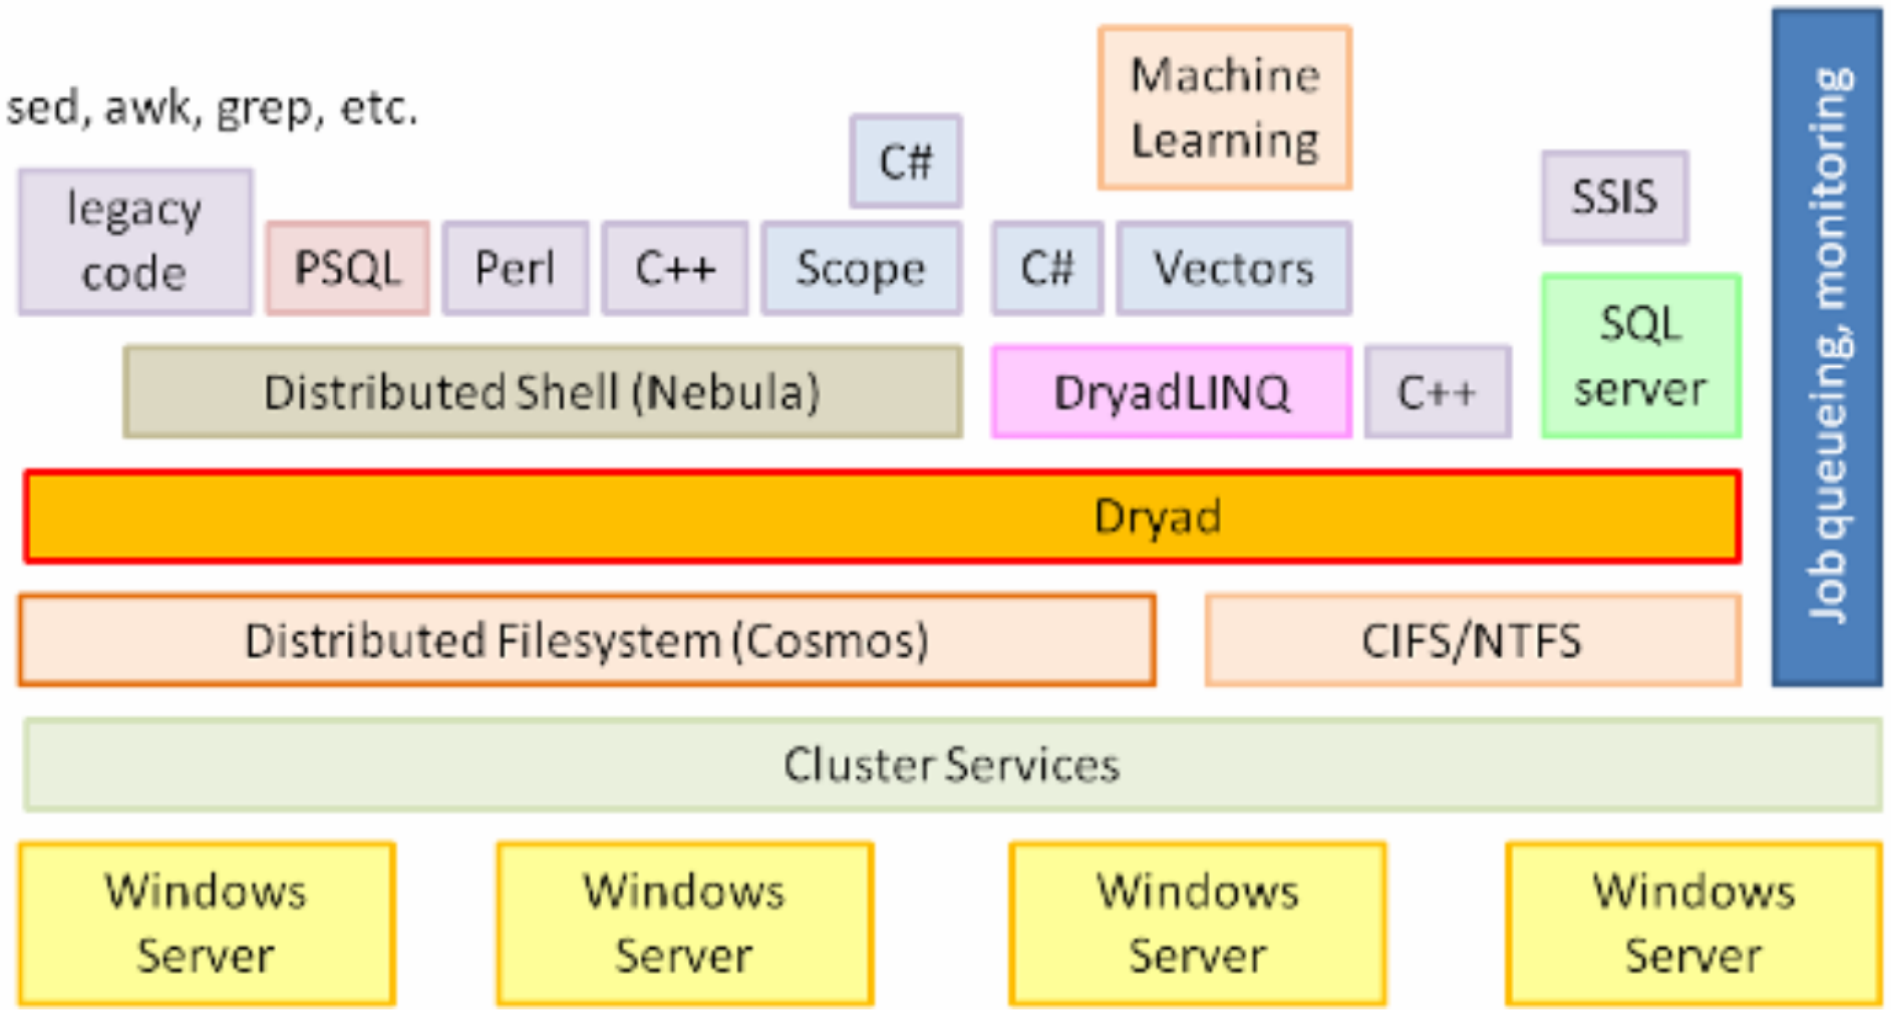 sed, awk, grep, etc.
Machine
Learning
C#
SSIS
legacy
code
PSQL
Perl
C++
Scope
C#
Vectors
SQL
server
Distributed Shell (Nebula)
DryadLINQ
C++
Dryad
Distributed Filesystem (Cosmos)
CIFS/NTFS
Job queueing, monitoring
Cluster Services
Windows
Server
Windows
Server
Windows
Server
Windows
Server